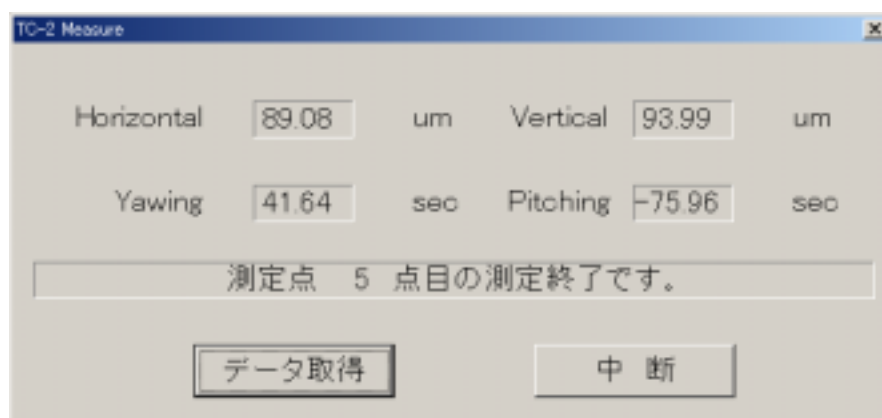 TC-2 Measure
Horizontal 89.08 um Vertical 93.99 um
Yawing 41.64 sec Pitching -75.96 sec
測定点 5 点目の測定終了です。
データ取得 中 断